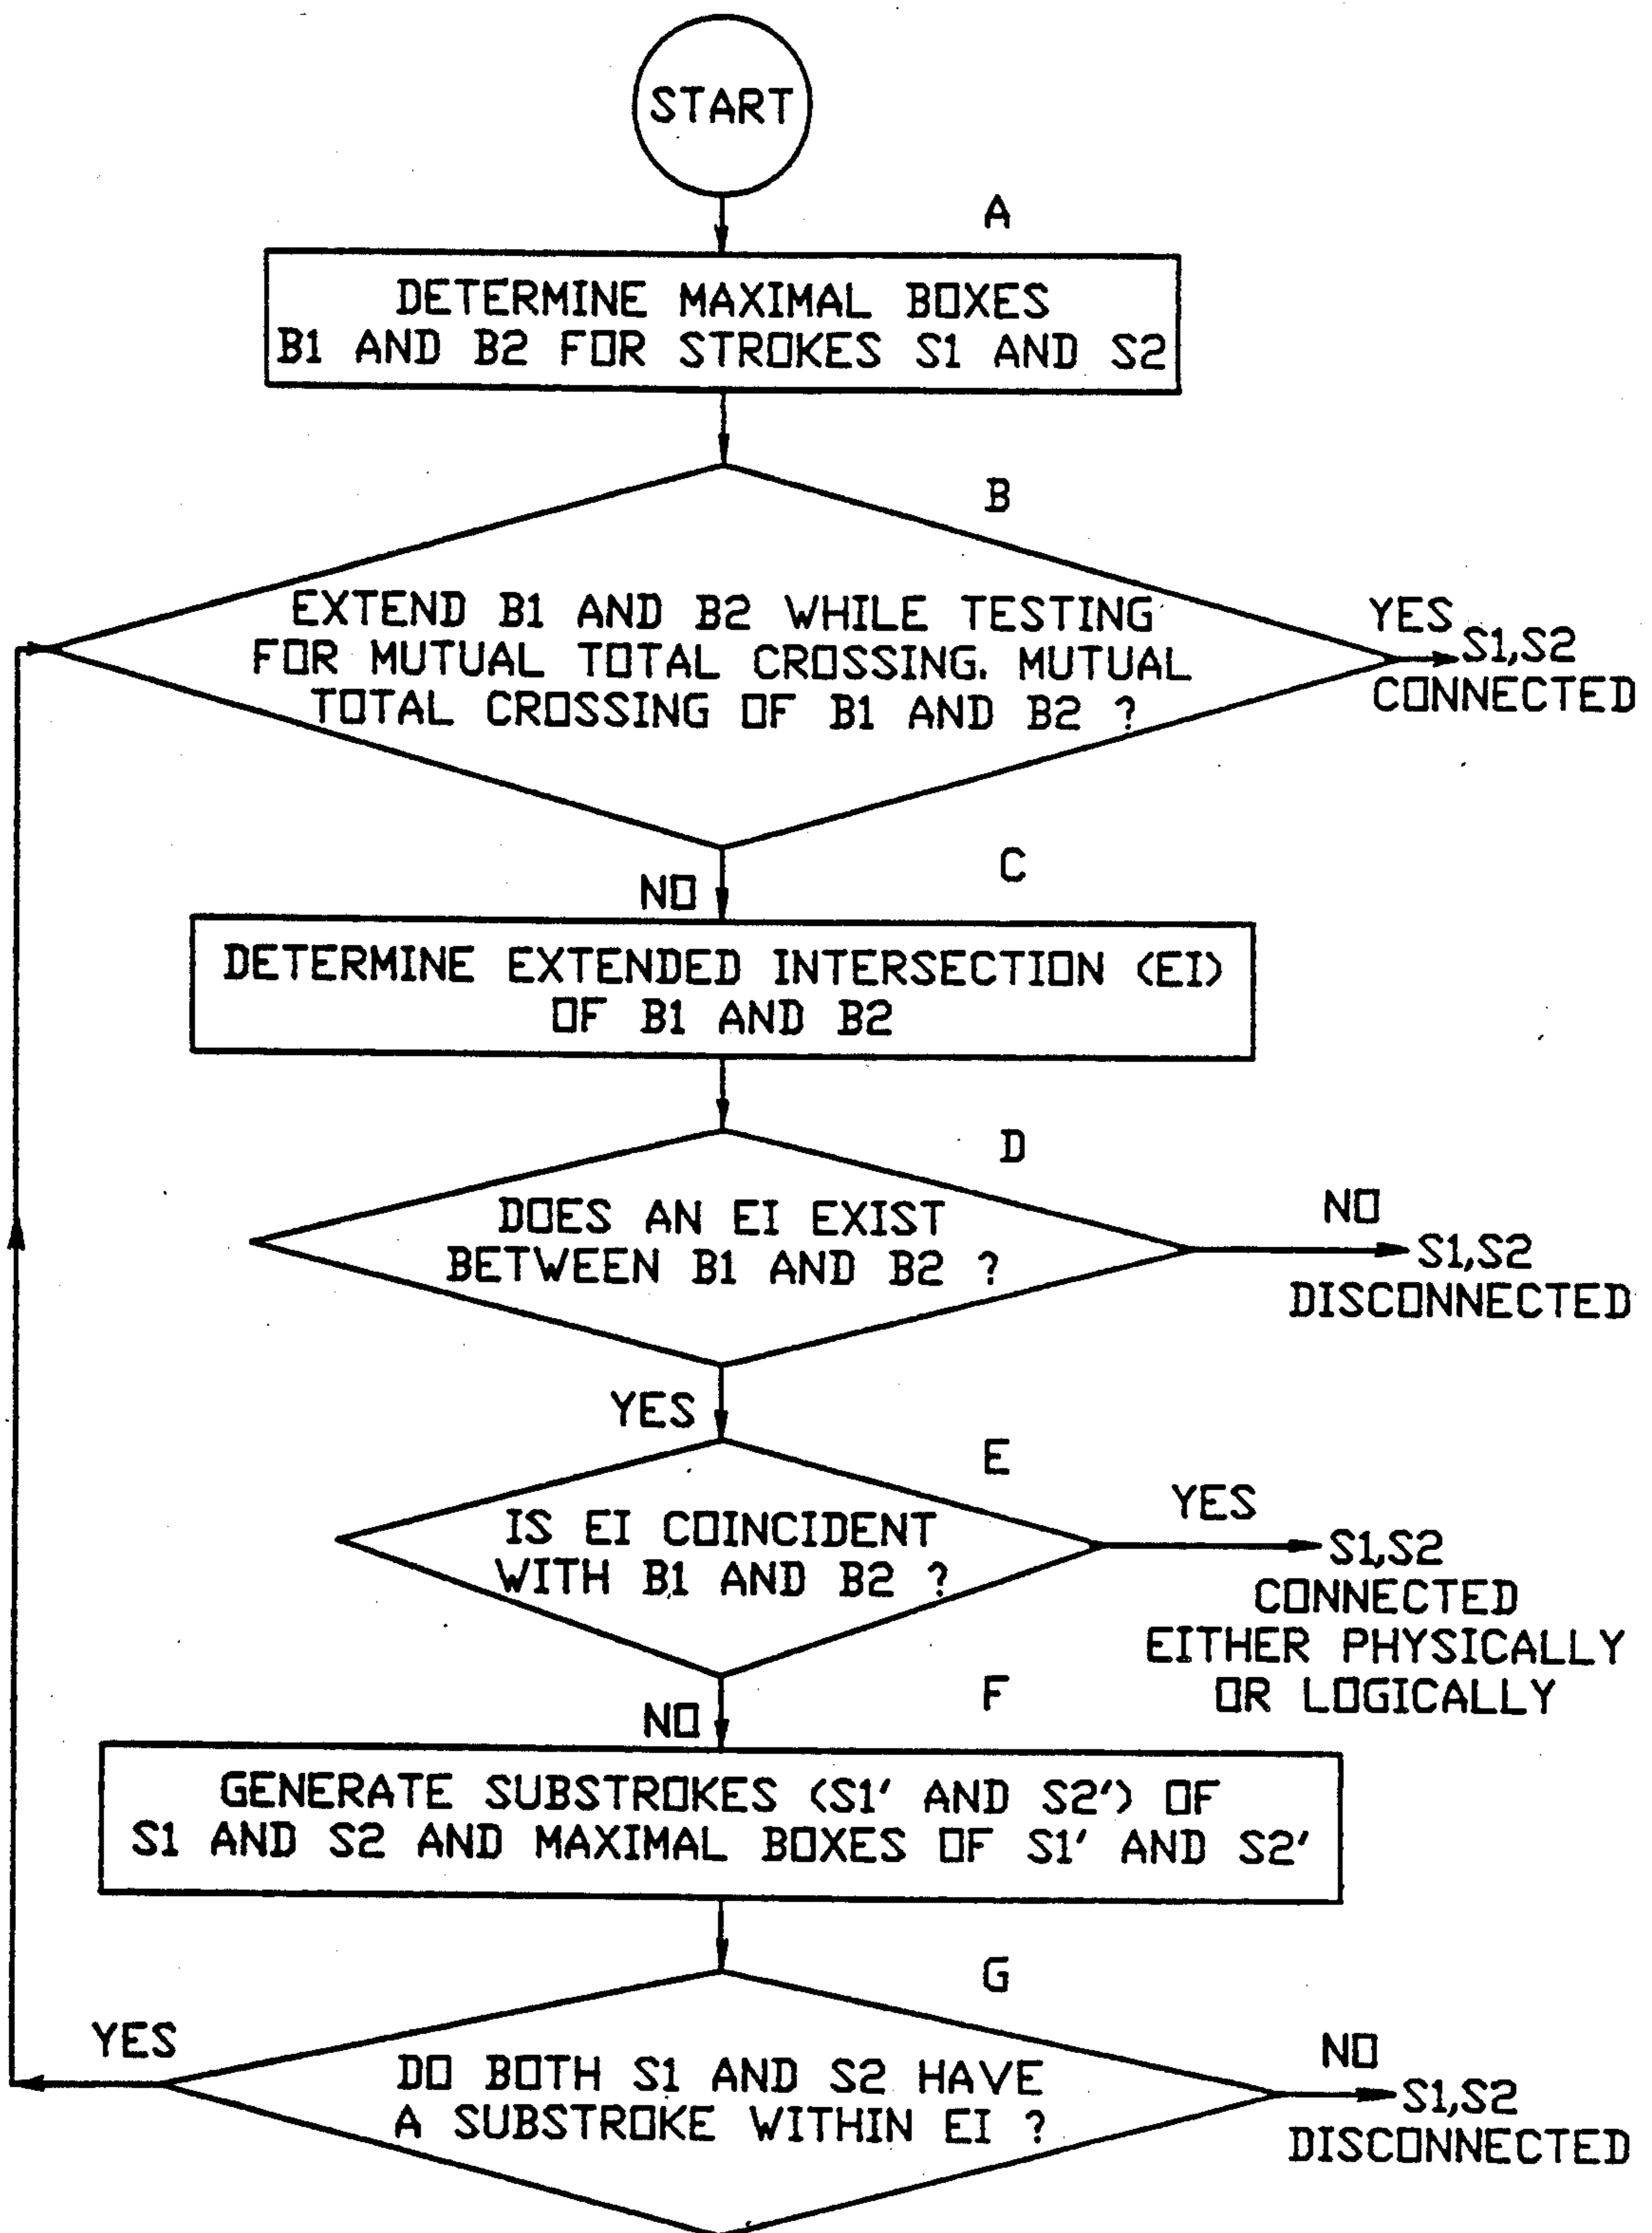 START
A
DETERMINE MAXIMAL BOXES
B1 AND B2 FOR STROKES S1 AND S2
B
EXTEND B1 AND B2 WHILE TESTING
FOR MUTUAL TOTAL CROSSING. MUTUAL
TOTAL CROSSING OF B1 AND B2 ?
YES
S1,S2
CONNECTED
NO
C
DETERMINE EXTENDED INTERSECTION (EI)
OF B1 AND B2
D
DOES AN EI EXIST
BETWEEN B1 AND B2 ?
NO
S1,S2
DISCONNECTED
YES
E
IS EI COINCIDENT
WITH B1 AND B2 ?
YES
S1,S2
CONNECTED
EITHER PHYSICALLY
OR LOGICALLY
NO
F
GENERATE SUBSTROKES (S1' AND S2') OF
S1 AND S2 AND MAXIMAL BOXES OF S1' AND S2'
G
YES
DO BOTH S1 AND S2 HAVE
A SUBSTROKE WITHIN EI ?
NO
S1,S2
DISCONNECTED